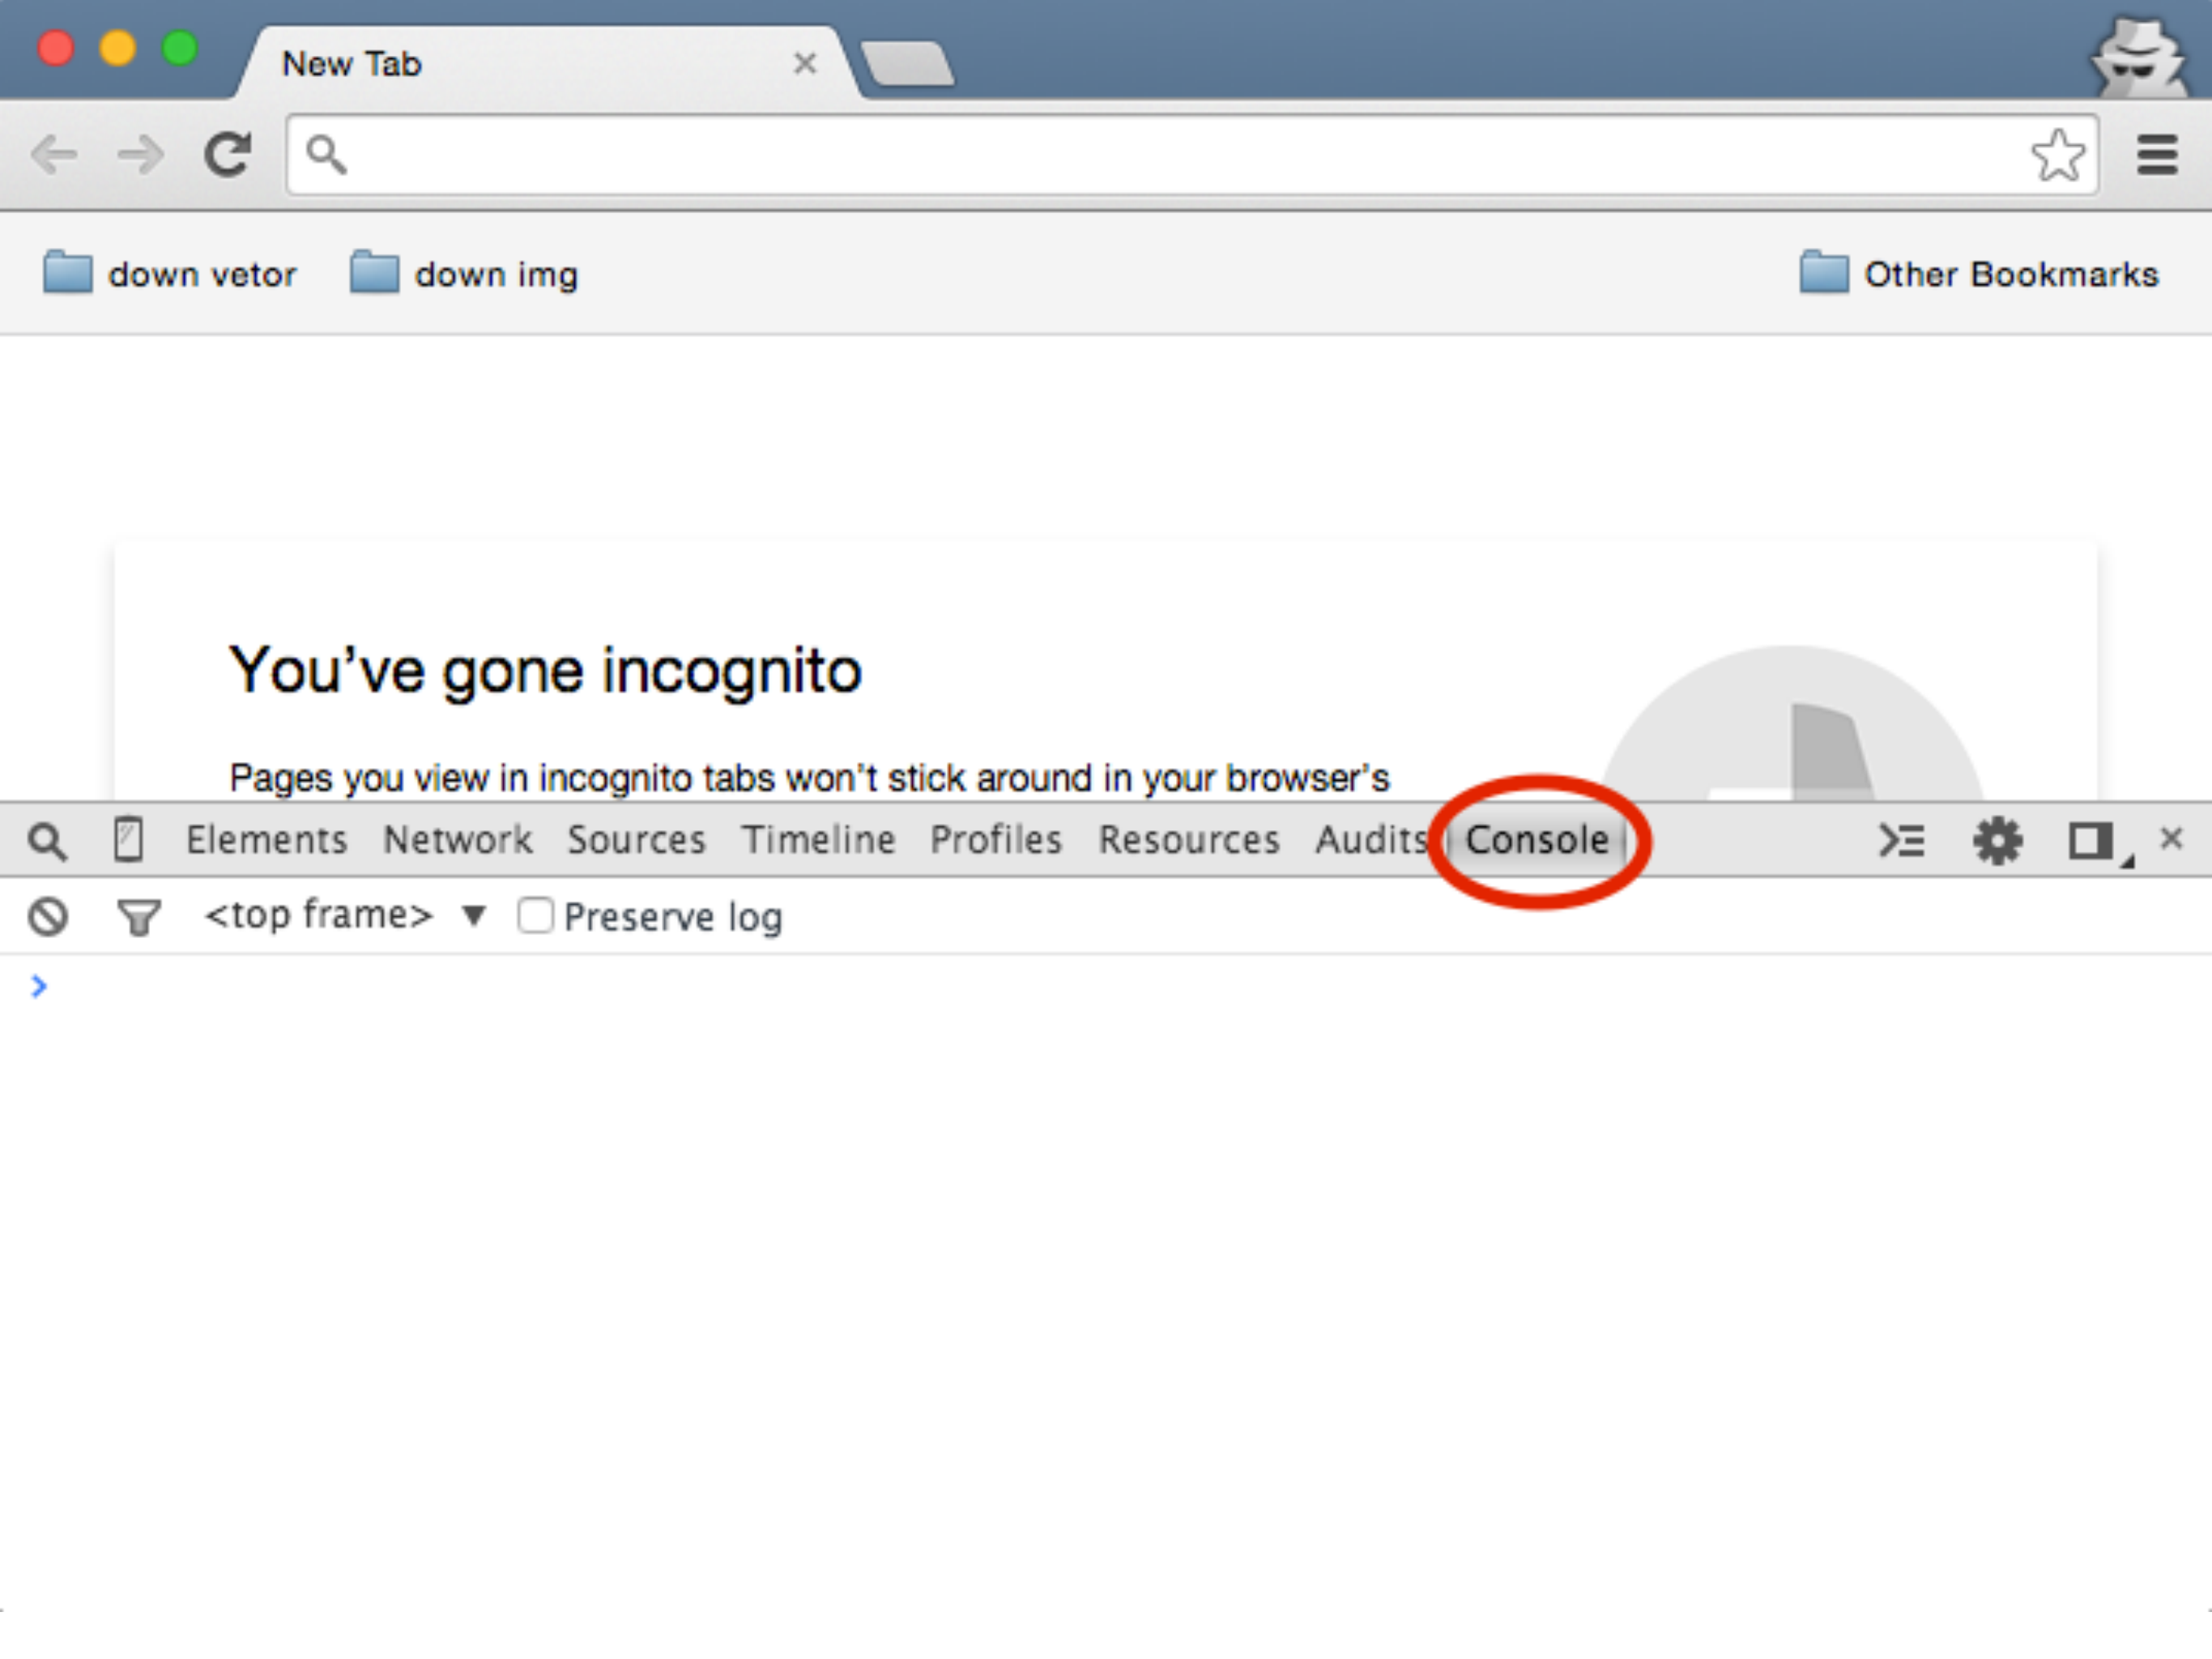 New Tab
down vetor down img Other Bookmarks
You’ve gone incognito
Pages you view in incognito tabs won’t stick around in your browser’s
Elements Network Sources Timeline Profiles Resources Audits Console
<top frame> Preserve log